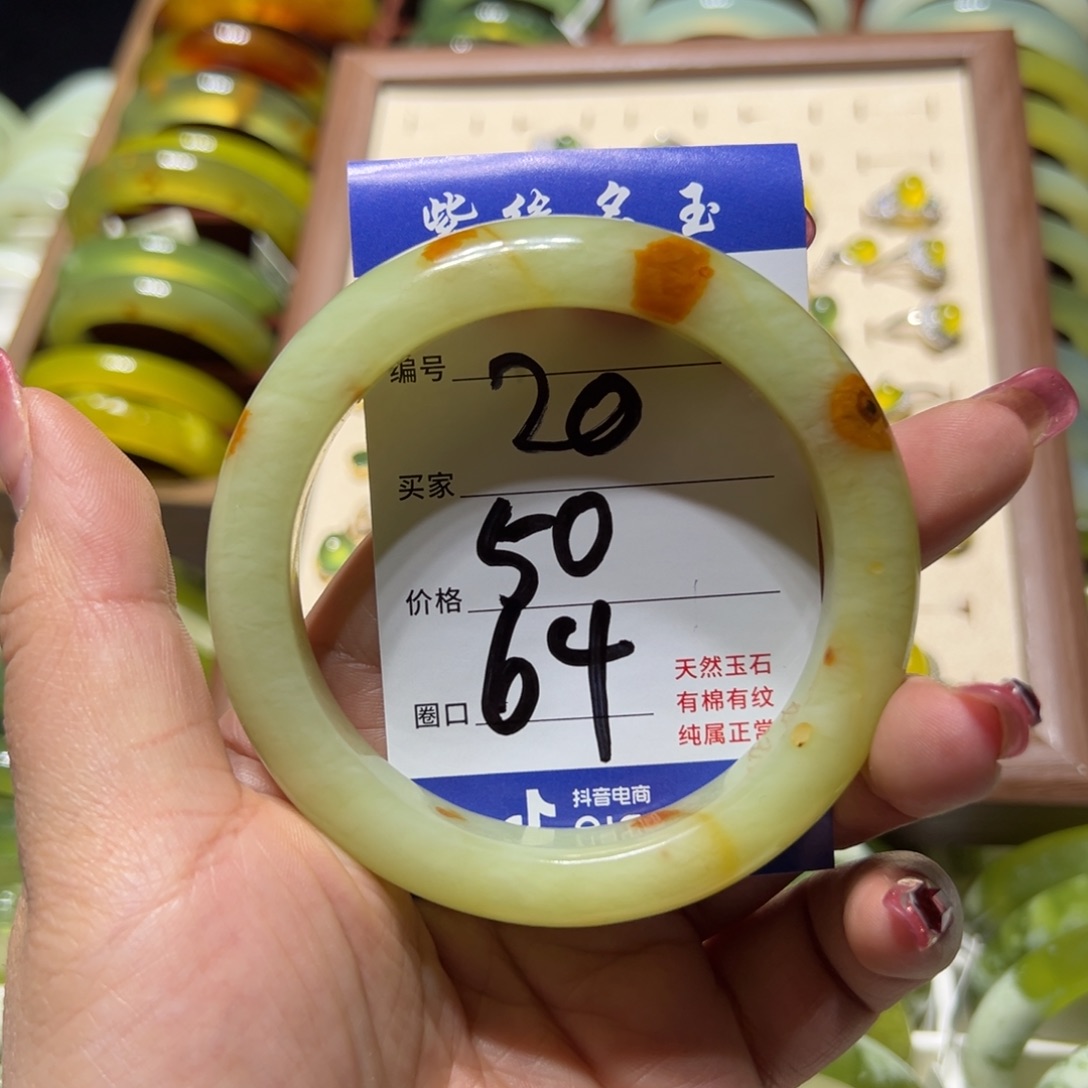 编号 20
买家
50
价格
64
圈口
天然玉石
有棉有纹
纯属正常
抖音电商